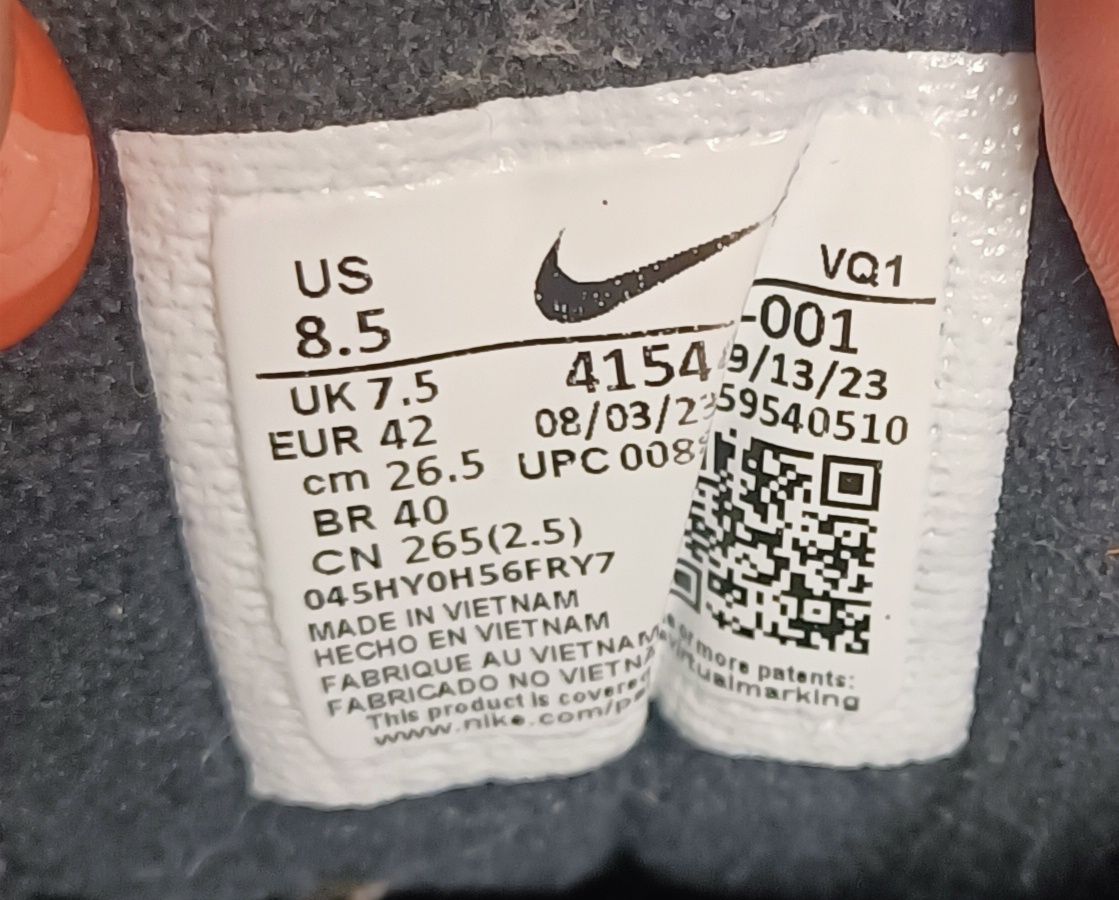 VQ1
US
8.5
UK 7.5
EUR 42
cm 26.5
BR 40
CN 265(2.5)
045HY0H56FRY7
MADE IN VIETNAM
HECHO EN VIETNAM
FABRIQUE AU VIETNAM
FABRICADO NO VIETNA
This product is covered
www.nike.com/p
4154 -001
08/03/23 9/13/23
UPC 008 59540510
or more patents:
virtualmarking